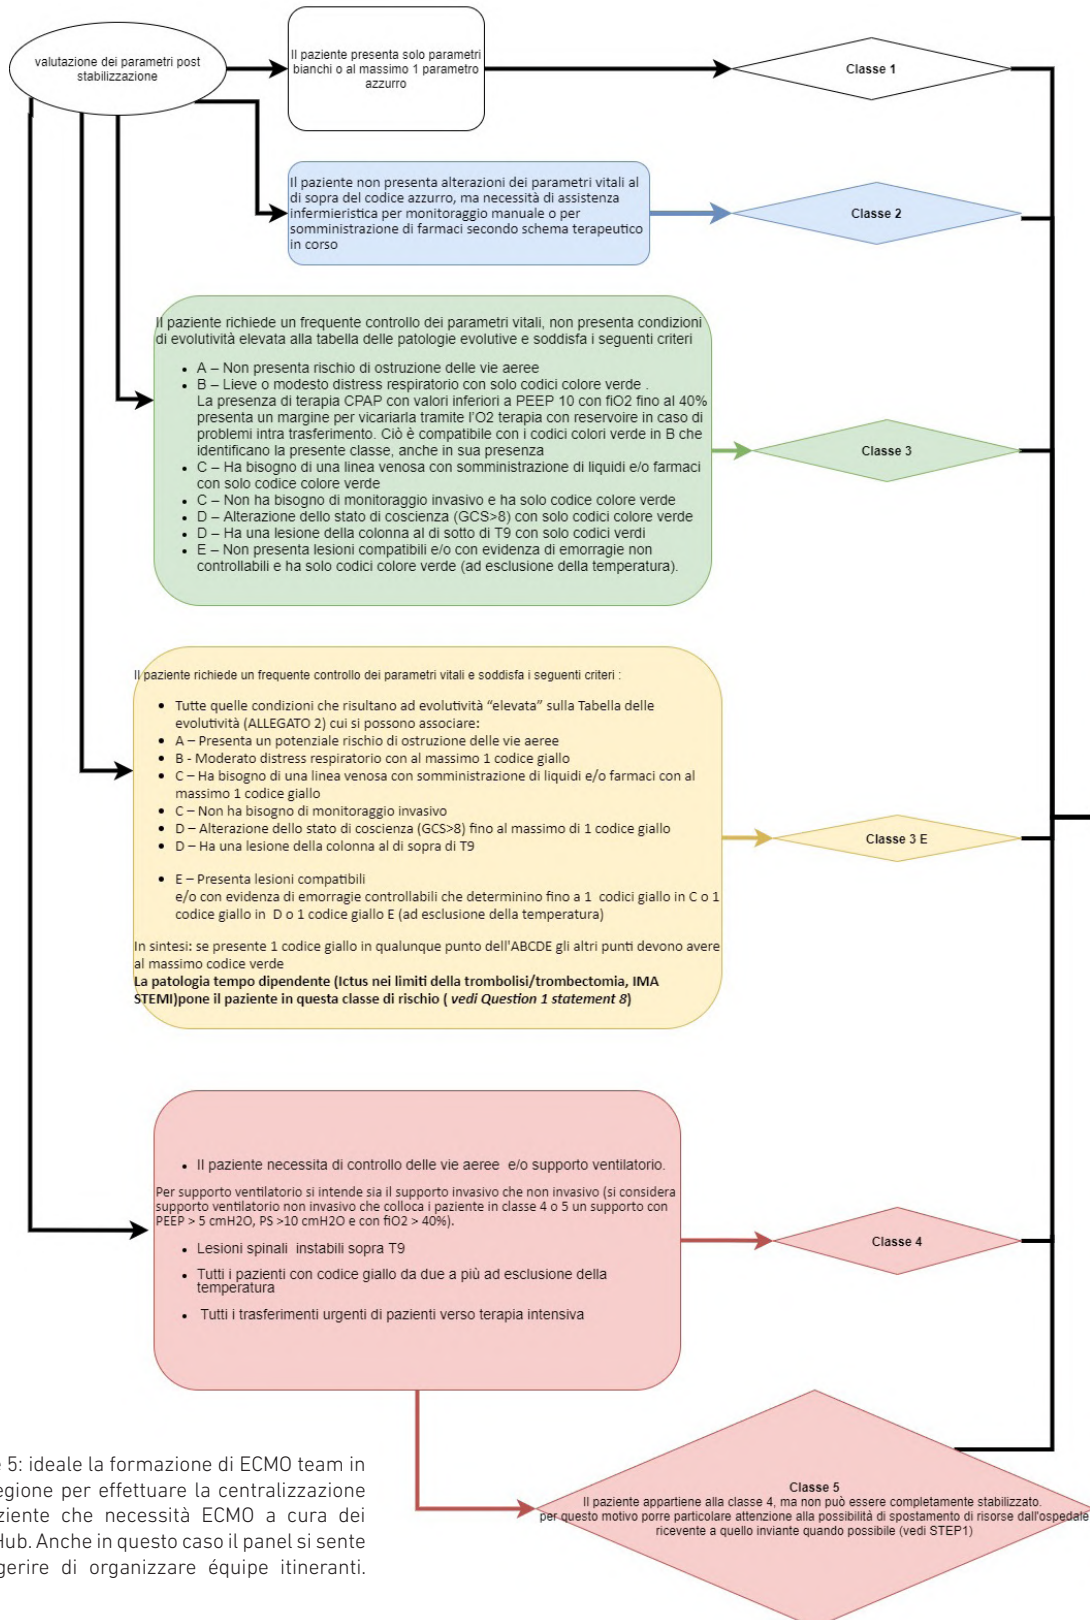 valutazione dei parametri post
stabilizzazione
Il paziente presenta solo parametri
bianchi o al massimo 1 parametro
azzurro
Classe 1
Il paziente non presenta alterazioni dei parametri vitali al
di sopra del codice azzurro, ma necessità di assistenza
infermieristica per monitoraggio manuale o per
somministrazione di farmaci secondo schema terapeutico
in corso
Classe 2
Il paziente richiede un frequente controllo dei parametri vitali, non presenta condizioni
di evolutività elevata alla tabella delle patologie evolutive e soddisfa i seguenti criteri
• A – Non presenta rischio di ostruzione delle vie aeree
• B – Lieve o modesto distress respiratorio con solo codici colore verde .
La presenza di terapia CPAP con valori inferiori a PEEP 10 con fiO2 fino al 40%
presenta un margine per vicariarla tramite l'O2 terapia con reservoire in caso di
problemi intra trasferimento. Ciò è compatibile con i codici colori verde in B che
identificano la presente classe, anche in sua presenza
• C – Ha bisogno di una linea venosa con somministrazione di liquidi e/o farmaci
con solo codice colore verde
• C – Non ha bisogno di monitoraggio invasivo e ha solo codice colore verde
• D – Alterazione dello stato di coscienza (GCS>8) con solo codici colore verde
• D – Ha una lesione della colonna al di sotto di T9 con solo codici verdi
• E – Non presenta lesioni compatibili e/o con evidenza di emorragie non
controllabili e ha solo codici colore verde (ad esclusione della temperatura).
Classe 3
Il paziente richiede un frequente controllo dei parametri vitali e soddisfa i seguenti criteri :
• Tutte quelle condizioni che risultano ad evolutività "elevata" sulla Tabella delle
evolutività (ALLEGATO 2) cui si possono associare:
• A – Presenta un potenziale rischio di ostruzione delle vie aeree
• B - Moderato distress respiratorio con al massimo 1 codice giallo
• C – Ha bisogno di una linea venosa con somministrazione di liquidi e/o farmaci con al
massimo 1 codice giallo
• C – Non ha bisogno di monitoraggio invasivo
• D – Alterazione dello stato di coscienza (GCS>8) fino al massimo di 1 codice giallo
• D – Ha una lesione della colonna al di sopra di T9
• E – Presenta lesioni compatibili
e/o con evidenza di emorragie controllabili che determinino fino a 1 codici giallo in C o 1
codice giallo in D o 1 codice giallo E (ad esclusione della temperatura)
In sintesi: se presente 1 codice giallo in qualunque punto dell'ABCDE gli altri punti devono avere
al massimo codice verde
La patologia tempo dipendente (Ictus nei limiti della trombolisi/trombectomia, IMA
STEMI)pone il paziente in questa classe di rischio ( vedi Question 1 statement 8)
Classe 3 E
• Il paziente necessita di controllo delle vie aeree e/o supporto ventilatorio.
Per supporto ventilatorio si intende sia il supporto invasivo che non invasivo (si considera
supporto ventilatorio non invasivo che colloca i paziente in classe 4 o 5 un supporto con
PEEP > 5 cmH2O, PS >10 cmH2O e con fiO2 > 40%).
• Lesioni spinali instabili sopra T9
• Tutti i pazienti con codice giallo da due a più ad esclusione della
temperatura
• Tutti i trasferimenti urgenti di pazienti verso terapia intensiva
Classe 4
Classe 5
Il paziente appartiene alla classe 4, ma non può essere completamente stabilizzato.
per questo motivo porre particolare attenzione alla possibilità di spostamento di risorse dall'ospedale
ricevente a quello inviante quando possibile (vedi STEP1)
e 5: ideale la formazione di ECMO team in
egione per effettuare la centralizzazione
ziente che necessità ECMO a cura dei
Hub. Anche in questo caso il panel si sente
gerire di organizzare équipe itineranti.